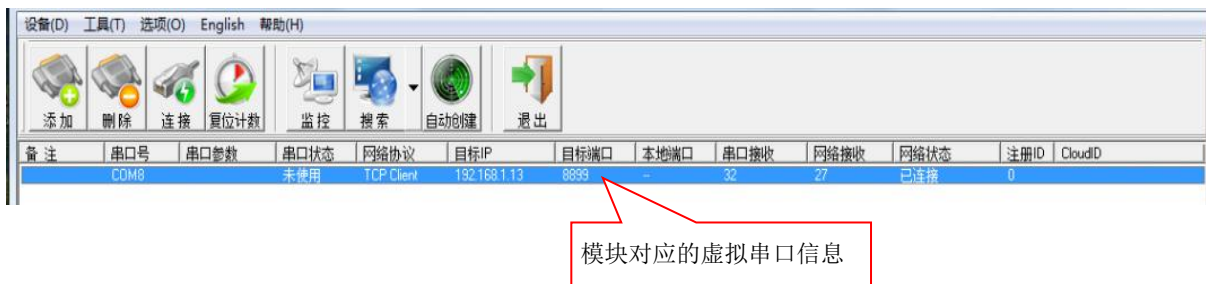 设备(D) 工具(T) 选项(O) English 帮助(H)
添加 删除 连接 复位计数 监控 搜索 自动创建 退出
备注 串口号 串口参数 串口状态 网络协议 目标IP 目标端口 本地端口 串口接收 网络接收 网络状态 注册ID CloudID
COM8 未使用 TCP Client 192.168.1.13 8899 -- 32 27 已连接 0
模块对应的虚拟串口信息